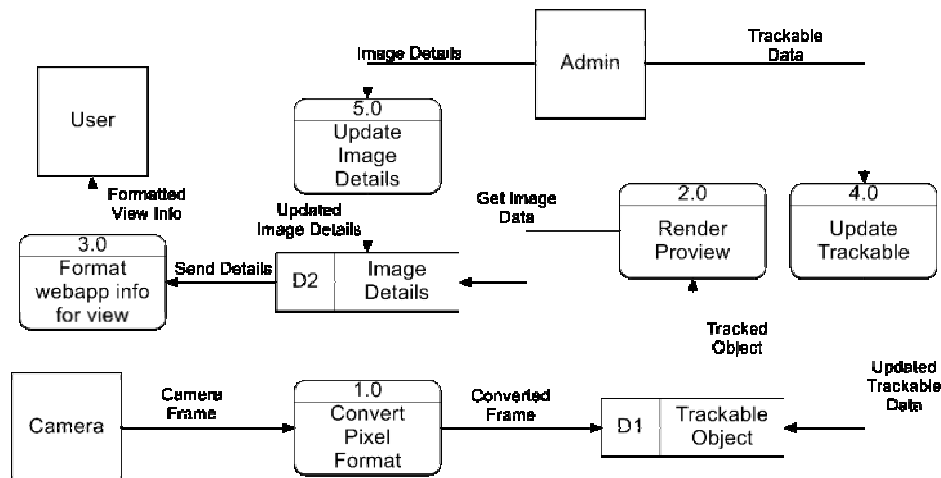 Image Details
Admin
Trackable
Data
User
5.0
Update
Image
Details
Formatted
View Info
Updated
Image Details
Get Image
Data
2.0
Render
Proview
4.0
Update
Trackable
3.0
Format
webapp info
for view
Send Details
D2
Image
Details
Tracked
Object
Updated
Trackable
Data
Camera
Camera
Frame
1.0
Convert
Pixel
Format
Converted
Frame
D1
Trackable
Object